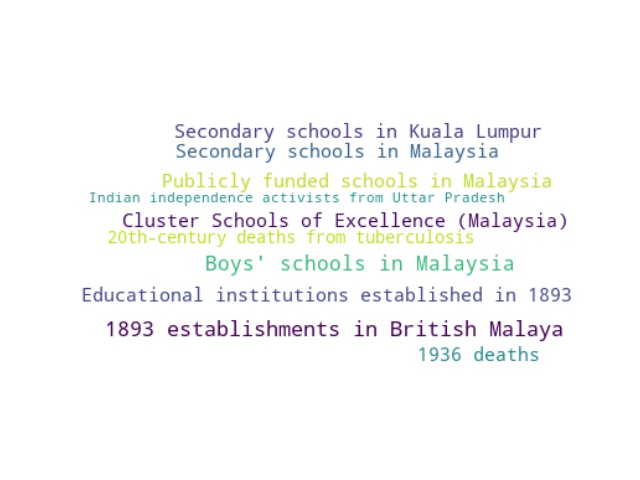 Secondary schools in Kuala Lumpur
Secondary schools in Malaysia
Publicly funded schools in Malaysia
Indian independence activists from Uttar Pradesh
Cluster Schools of Excellence (Malaysia)
20th-century deaths from tuberculosis
Boys' schools in Malaysia
Educational institutions established in 1893
1893 establishments in British Malaya
1936 deaths